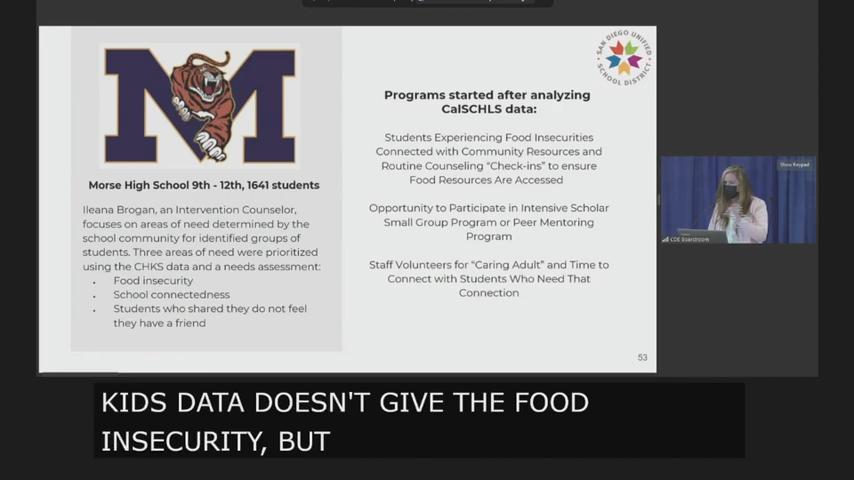 M
Morse High School 9th - 12th, 1641 students
Ileana Brogan, an Intervention Counselor,
focuses on areas of need determined by the
school community for identified groups of
students. Three areas of need were prioritized
using the CHKS data and a needs assessment:
• Food insecurity
• School connectedness
• Students who shared they do not feel
they have a friend
SAN DIEGO UNIFIED
SCHOOL DISTRICT
Programs started after analyzing
CalSCHLS data:
Students Experiencing Food Insecurities
Connected with Community Resources and
Routine Counseling “Check-ins” to ensure
Food Resources Are Accessed
Opportunity to Participate in Intensive Scholar
Small Group Program or Peer Mentoring
Program
Staff Volunteers for “Caring Adult” and Time to
Connect with Students Who Need That
Connection
53
Show Keypad
CDE Boardroom
KIDS DATA DOESN'T GIVE THE FOOD
INSECURITY, BUT